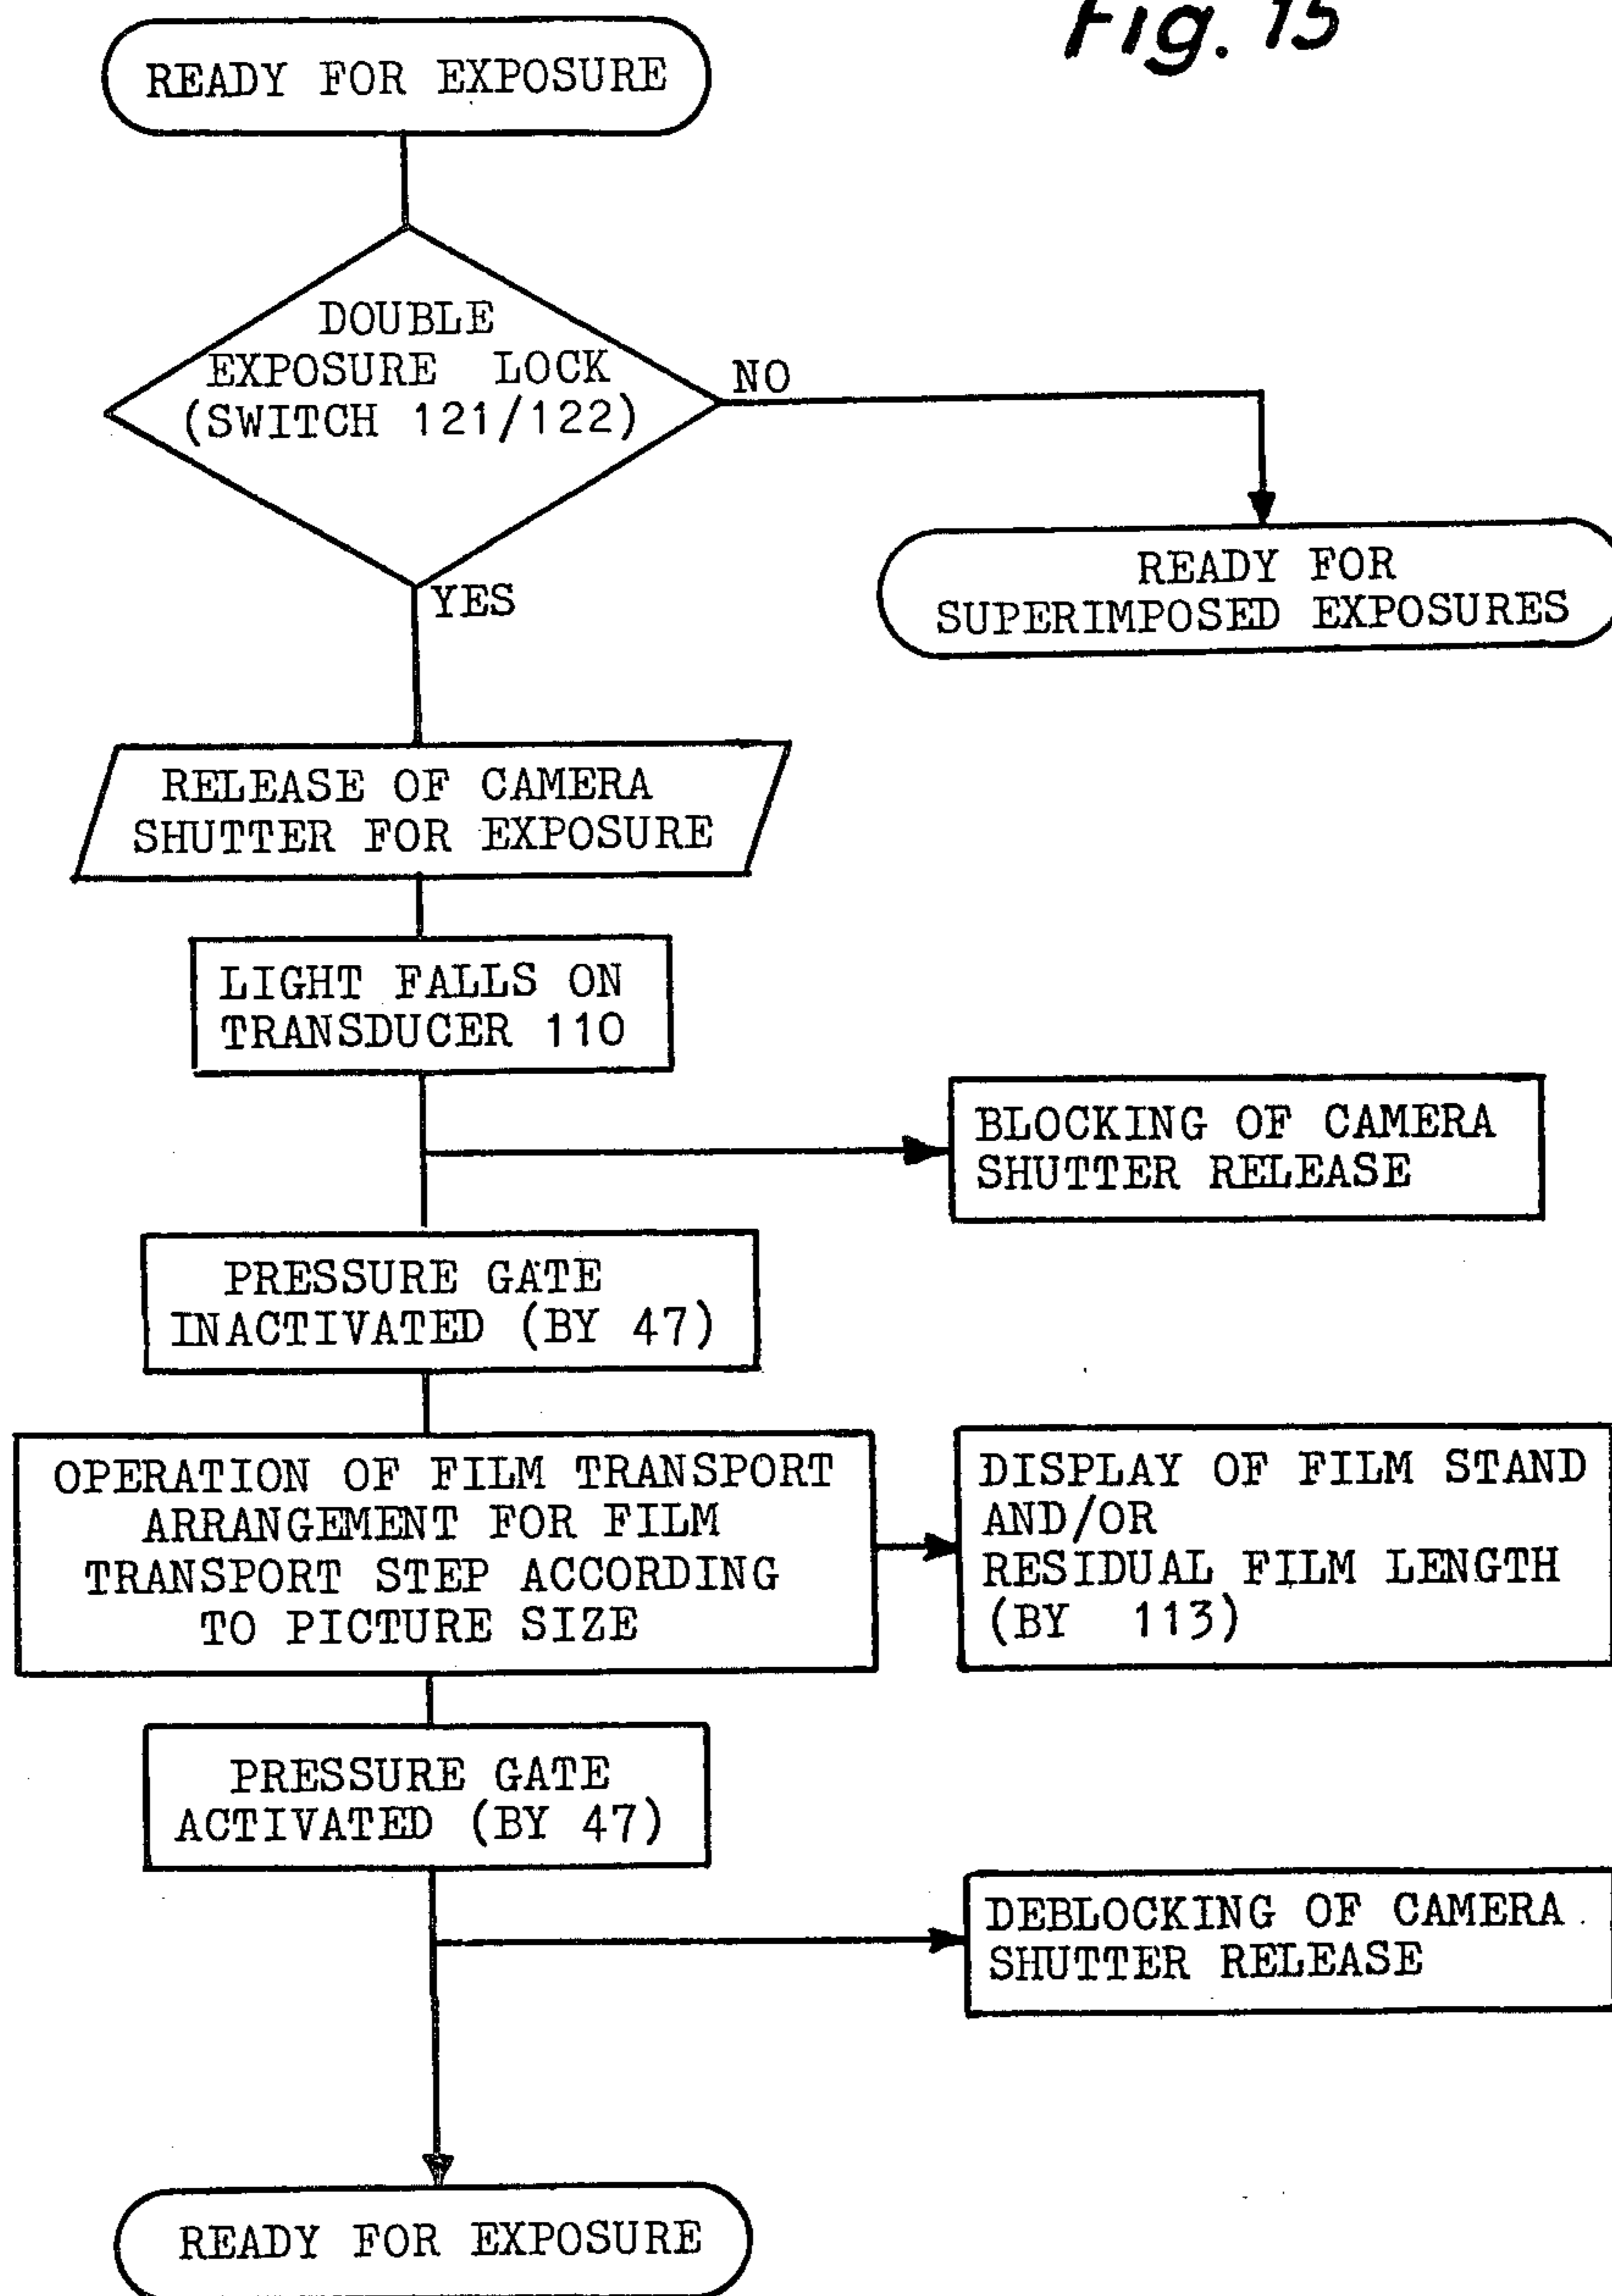 Fig. 15
READY FOR EXPOSURE
DOUBLE
EXPOSURE LOCK
(SWITCH 121/122)
NO
READY FOR
SUPERIMPOSED EXPOSURES
YES
RELEASE OF CAMERA
SHUTTER FOR EXPOSURE
LIGHT FALLS ON
TRANSDUCER 110
BLOCKING OF CAMERA
SHUTTER RELEASE
PRESSURE GATE
INACTIVATED (BY 47)
OPERATION OF FILM TRANSPORT
ARRANGEMENT FOR FILM
TRANSPORT STEP ACCORDING
TO PICTURE SIZE
DISPLAY OF FILM STAND
AND/OR
RESIDUAL FILM LENGTH
(BY 113)
PRESSURE GATE
ACTIVATED (BY 47)
DEBLOCKING OF CAMERA
SHUTTER RELEASE
READY FOR EXPOSURE